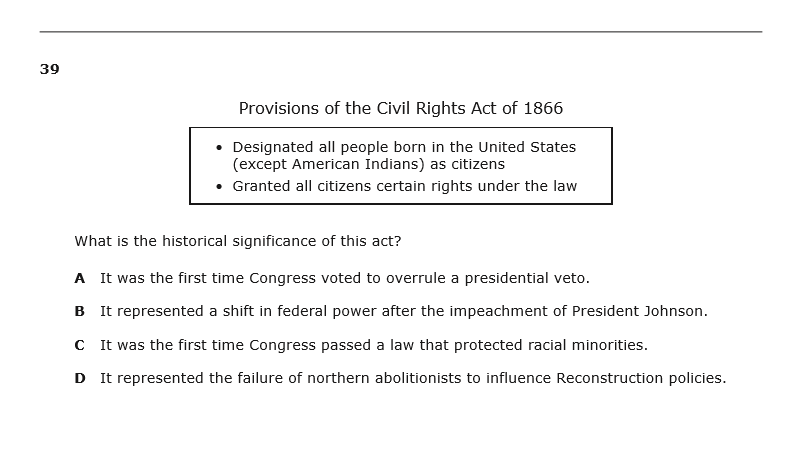 39
Provisions of the Civil Rights Act of 1866
• Designated all people born in the United States
(except American Indians) as citizens
• Granted all citizens certain rights under the law
What is the historical significance of this act?
A It was the first time Congress voted to overrule a presidential veto.
B It represented a shift in federal power after the impeachment of President Johnson.
C It was the first time Congress passed a law that protected racial minorities.
D It represented the failure of northern abolitionists to influence Reconstruction policies.